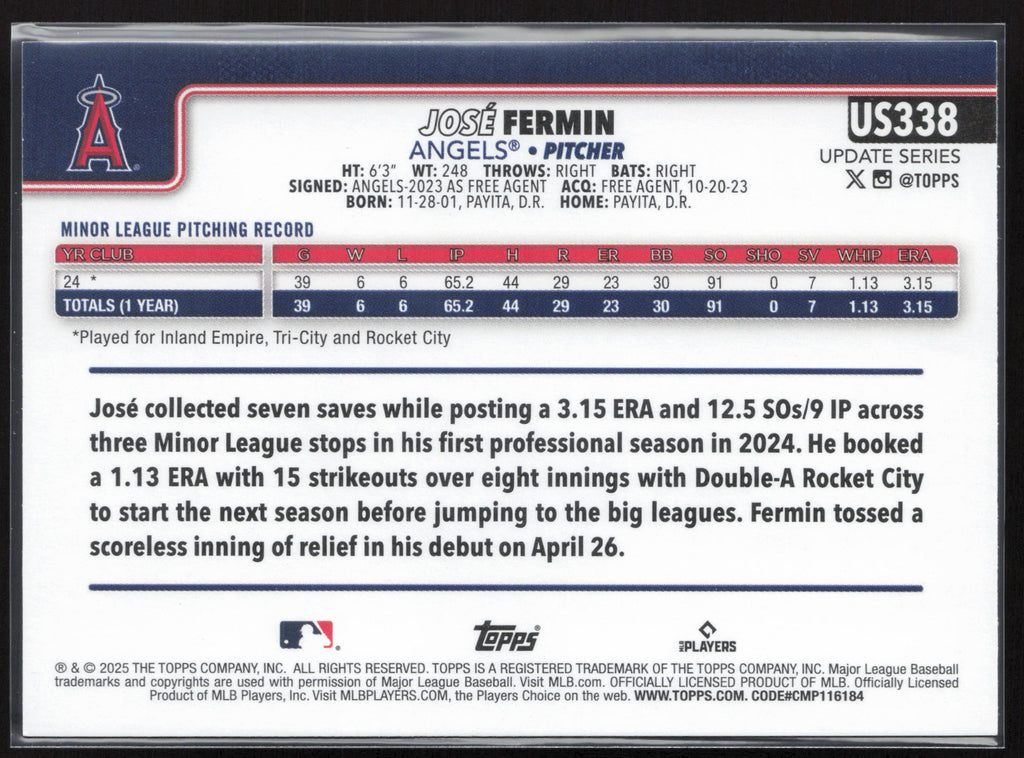 A
JOSÉ FERMIN
ANGELS® • PITCHER
HT: 6'3" WT: 248 THROWS: RIGHT BATS: RIGHT
SIGNED: ANGELS-2023 AS FREE AGENT ACQ: FREE AGENT, 10-20-23
BORN: 11-28-01, PAYITA, D.R. HOME: PAYITA, D.R.
US338
UPDATE SERIES
X @TOPPS
MINOR LEAGUE PITCHING RECORD
YR CLUB G W L IP H R ER BB SO SHO SV WHIP ERA
24 * 39 6 6 65.2 44 29 23 30 91 0 7 1.13 3.15
TOTALS (1 YEAR) 39 6 6 65.2 44 29 23 30 91 0 7 1.13 3.15
*Played for Inland Empire, Tri-City and Rocket City
José collected seven saves while posting a 3.15 ERA and 12.5 SOs/9 IP across
three Minor League stops in his first professional season in 2024. He booked
a 1.13 ERA with 15 strikeouts over eight innings with Double-A Rocket City
to start the next season before jumping to the big leagues. Fermin tossed a
scoreless inning of relief in his debut on April 26.
Topps®
MLB PLAYERS
® & © 2025 THE TOPPS COMPANY, INC. ALL RIGHTS RESERVED. TOPPS IS A REGISTERED TRADEMARK OF THE TOPPS COMPANY, INC. Major League Baseball
trademarks and copyrights are used with permission of Major League Baseball. Visit MLB.com. OFFICIALLY LICENSED PRODUCT OF MLB. Officially Licensed
Product of MLB Players, Inc. Visit MLBPLAYERS.COM, the Players Choice on the web. WWW.TOPPS.COM. CODE#CMP116184